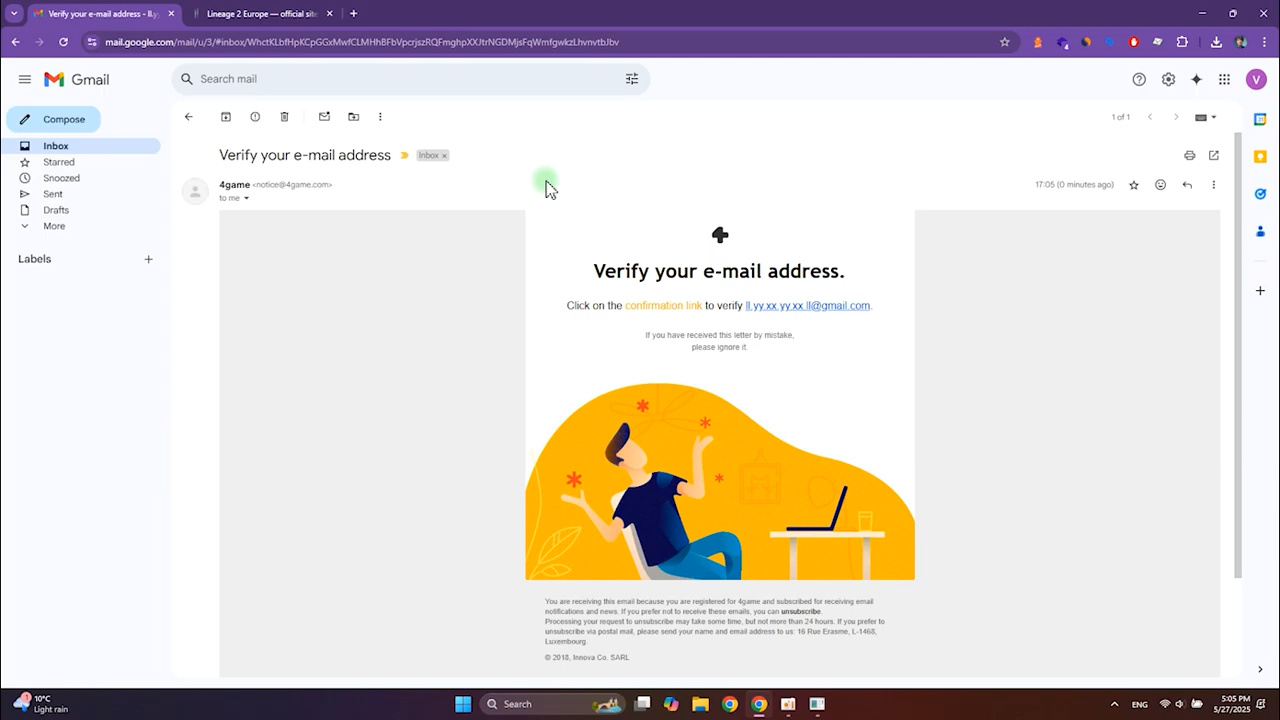 Verify your e-mail address - ll.y
Lineage 2 Europe — official site
mail.google.com/mail/u/3/#inbox/WhctKLbfHpKCpGGxMwfCLMHhBFbVpcrjszRQFmghpXXJtrNGDMjsFqWmfgwkzLhvnvtbJbv
Gmail
Search mail
V
Compose
1 of 1
Inbox
Starred
Snoozed
Sent
Drafts
More
Labels
Verify your e-mail address
Inbox x
4game <notice@4game.com>
17:05 (0 minutes ago)
to me
Verify your e-mail address.
Click on the confirmation link to verify ll.yy.xx.yy.xx.ll@gmail.com.
If you have received this letter by mistake,
please ignore it.
You are receiving this email because you are registered for 4game and subscribed for receiving email
notifications and news. If you prefer not to receive these emails, you can unsubscribe.
Processing your request to unsubscribe may take some time, but not more than 24 hours. If you prefer to
unsubscribe via postal mail, please send your name and email address to us: 16 Rue Erasme, L-1468,
Luxembourg.
© 2018, Innova Co. SARL
1
10°C
Light rain
Search
ENG
5:05 PM
5/27/2025